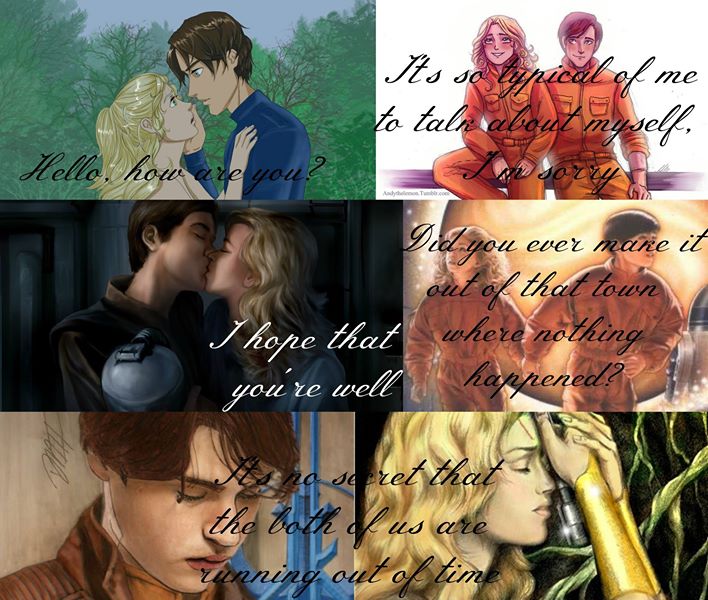 Hello, how are you?
It's so typical of me
to talk about myself,
I'm sorry
Andythelemon.Tumblr.com
I hope that
you're well
Did you ever make it
out of that town
where nothing
happened?
It's no secret that
the both of us are
running out of time